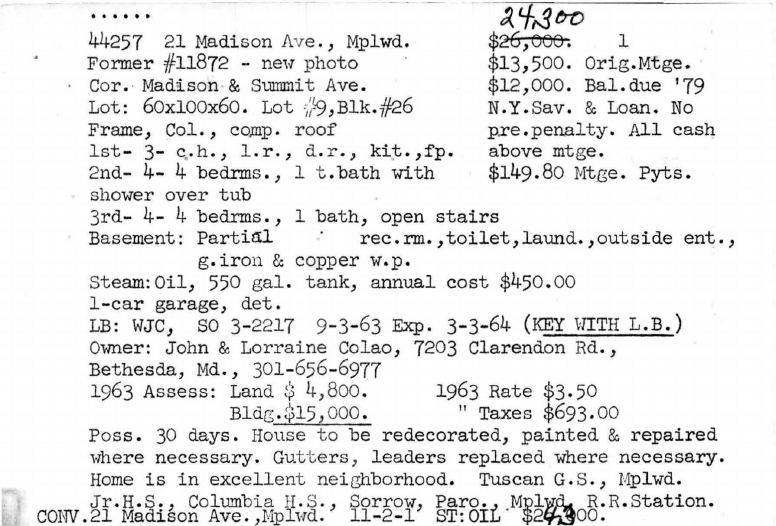 ......
24,300
44257 21 Madison Ave., Mplwd. $26,000. 1
Former #11872 - new photo $13,500. Orig.Mtge.
Cor. Madison & Summit Ave. $12,000. Bal.due '79
Lot: 60x100x60. Lot #9,Blk.#26 N.Y.Sav. & Loan. No
Frame, Col., comp. roof pre.penalty. All cash
1st- 3- c.h., l.r., d.r., kit.,fp. above mtge.
2nd- 4- 4 bedrms., 1 t.bath with $149.80 Mtge. Pyts.
shower over tub
3rd- 4- 4 bedrms., 1 bath, open stairs
Basement: Partial rec.rm.,toilet,laund.,outside ent.,
g.iron & copper w.p.
Steam:Oil, 550 gal. tank, annual cost $450.00
1-car garage, det.
LB: WJC, SO 3-2217 9-3-63 Exp. 3-3-64 (KEY WITH L.B.)
Owner: John & Lorraine Colao, 7203 Clarendon Rd.,
Bethesda, Md., 301-656-6977
1963 Assess: Land $ 4,800. 1963 Rate $3.50
Bldg.$15,000. " Taxes $693.00
Poss. 30 days. House to be redecorated, painted & repaired
where necessary. Gutters, leaders replaced where necessary.
Home is in excellent neighborhood. Tuscan G.S., Mplwd.
Jr.H.S., Columbia H.S., Sorrow, Paro., Mplwd. R.R.Station.
CONV.21 Madison Ave.,Mplwd. 11-2-1 ST:OIL $24,300.